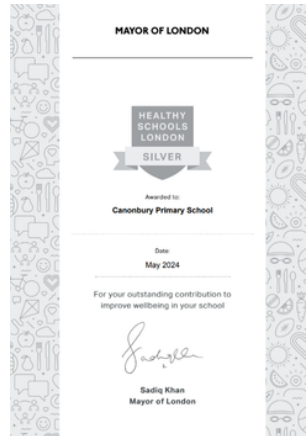 MAYOR OF LONDON
HEALTHY
SCHOOLS
LONDON
SILVER
Awarded to:
Canonbury Primary School
Date:
May 2024
For your outstanding contribution to
improve wellbeing in your school
Sadiq Khan
Mayor of London